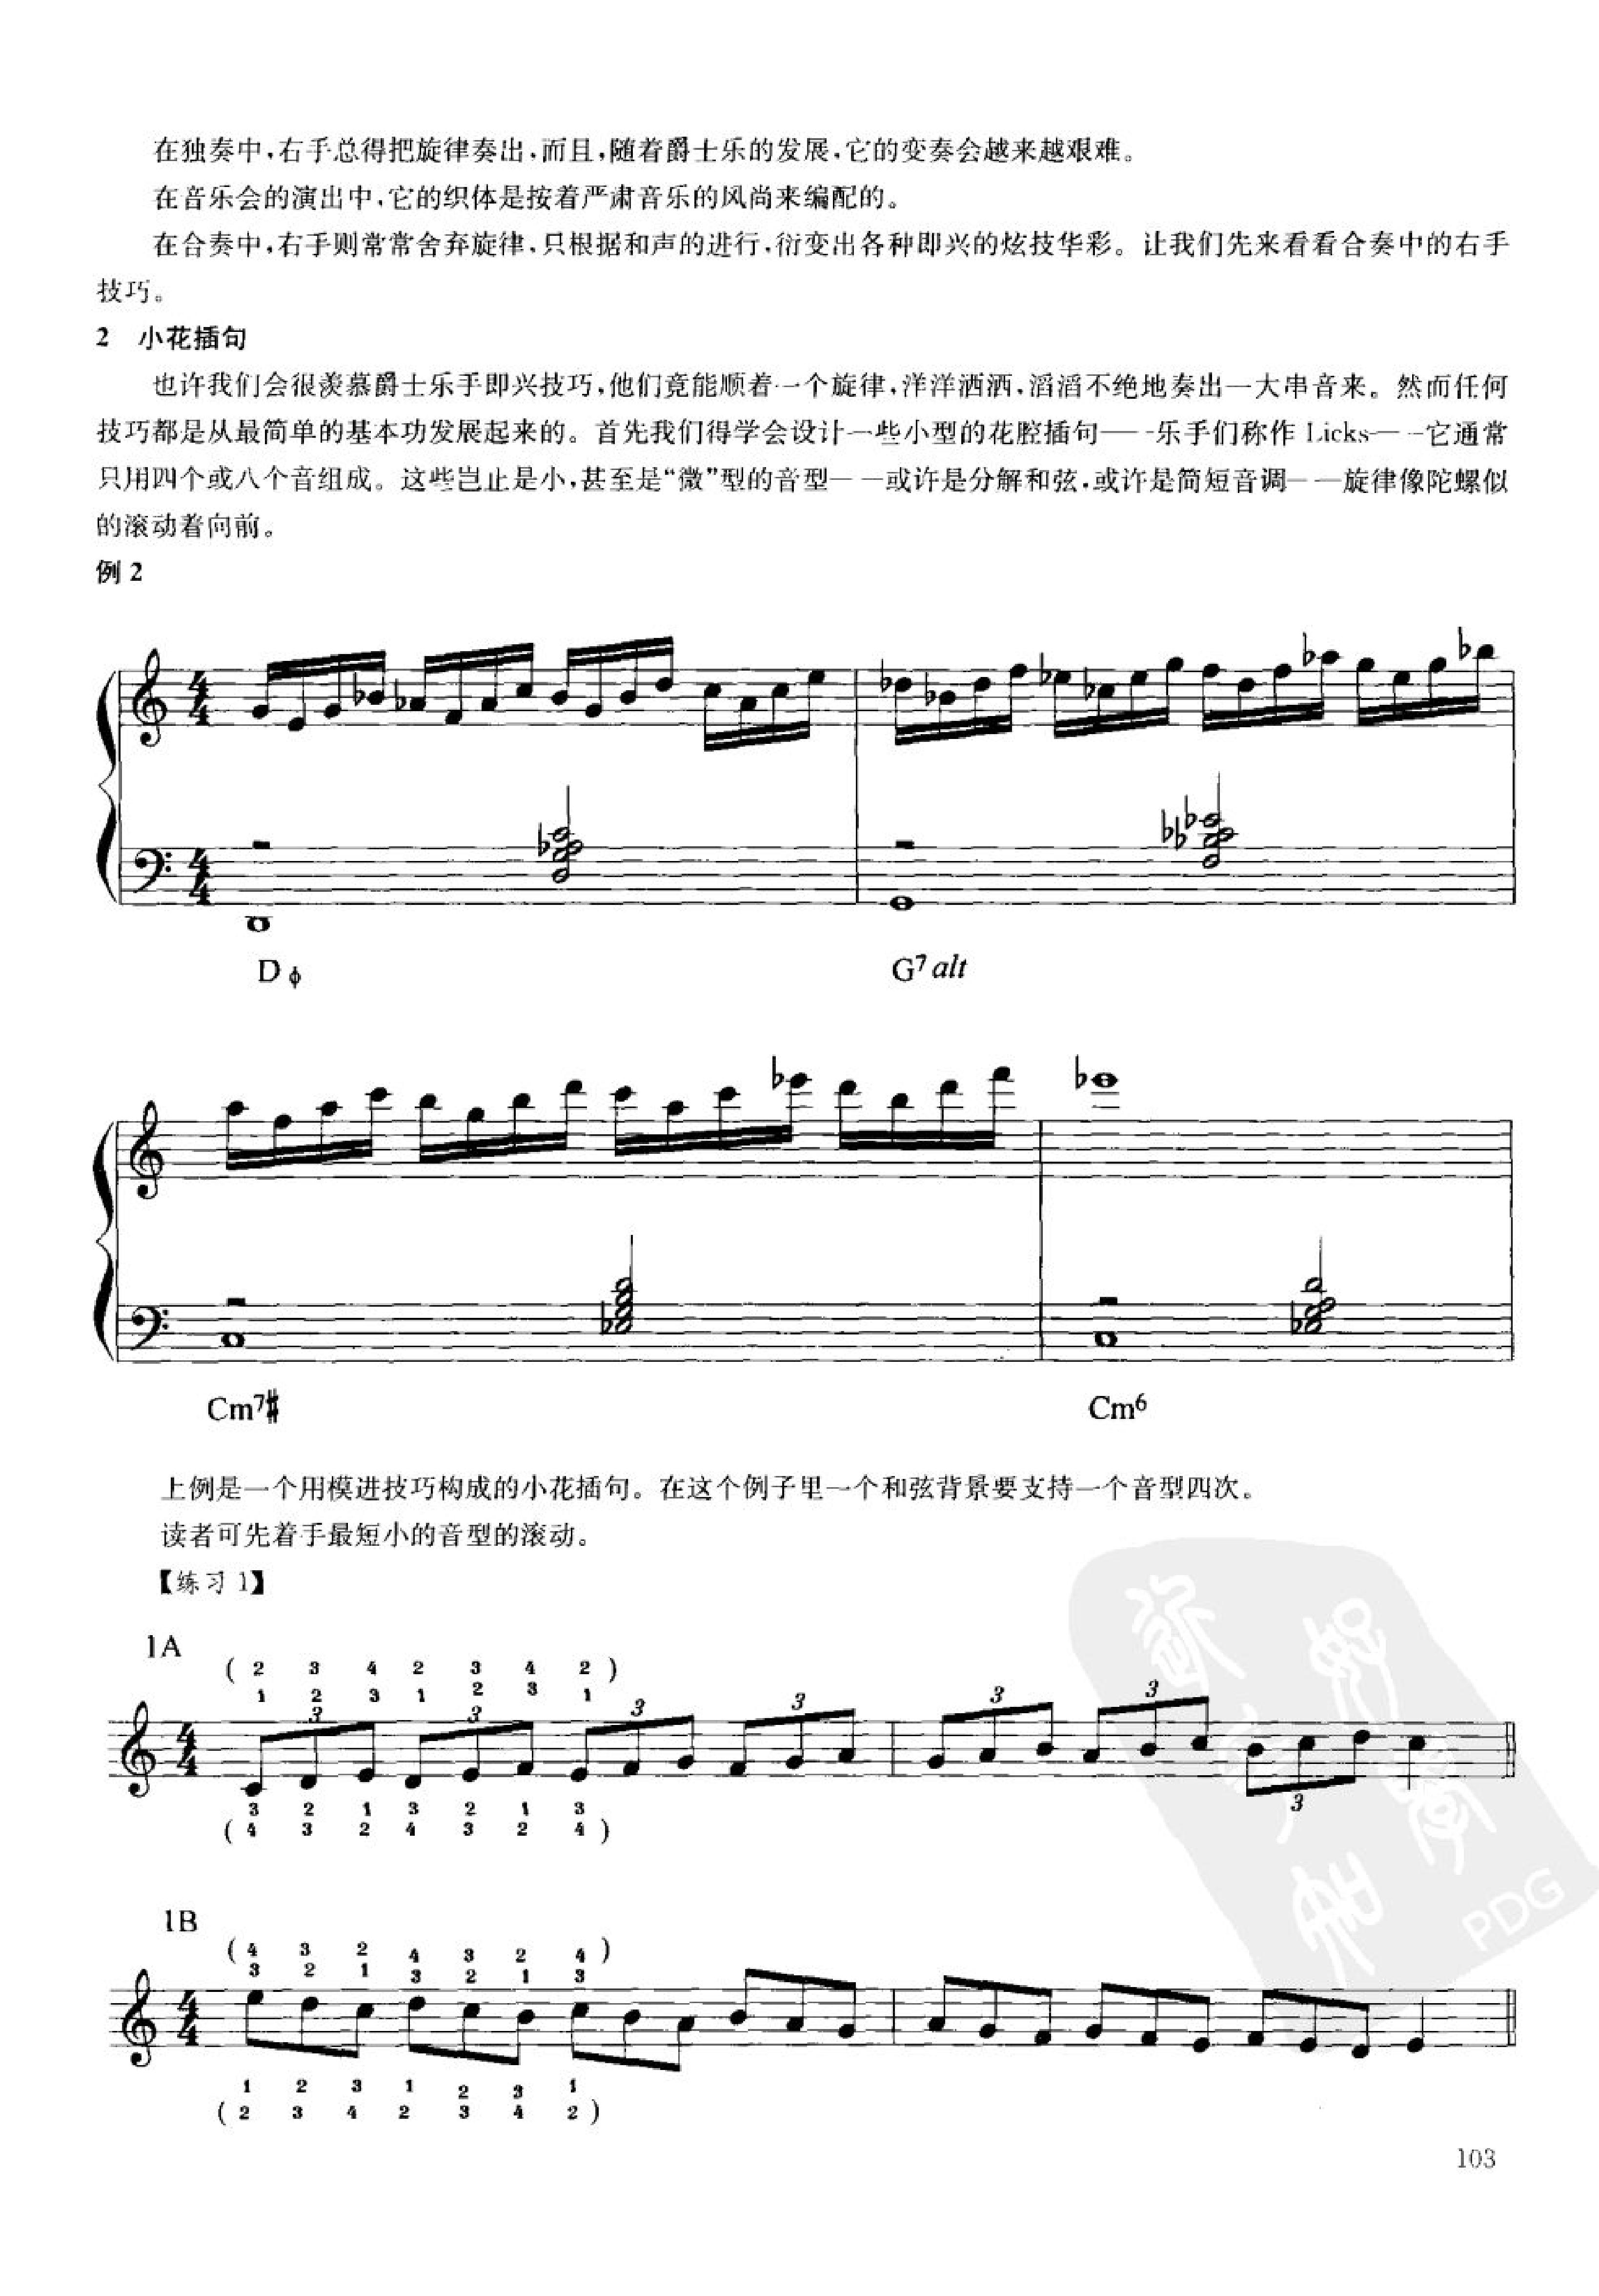 在独奏中,右手总得把旋律奏出,而且,随着爵士乐的发展,它的变奏会越来越艰难。
在音乐会的演出中,它的织体是按着严肃音乐的风尚来编配的。
在合奏中,右手则常常舍弃旋律,只根据和声的进行,衍变出各种即兴的炫技华彩。让我们先来看看合奏中的右手
技巧。
2 小花插句
也许我们会很羡慕爵士乐手即兴技巧,他们竟能顺着一个旋律,洋洋洒洒,滔滔不绝地奏出一大串音来。然而任何
技巧都是从最简单的基本功发展起来的。首先我们得学会设计一些小型的花腔插句——乐手们称作 Licks——它通常
只用四个或八个音组成。这些岂止是小,甚至是“微”型的音型——或许是分解和弦,或许是简短音调——旋律像陀螺似
的滚动着向前。
例 2
4 4
4 4
D ϕ G7 alt
Cm7# Cm6
上例是一个用模进技巧构成的小花插句。在这个例子里一个和弦背景要支持一个音型四次。
读者可先着手最短小的音型的滚动。
【练习 1】
1A
( 2 3 4 2 3 4 2 )
1 2 3 1 2 3 1
3 3 3 3 3 3
4 4
3 2 1 3 2 1 3
3
( 4 3 2 4 3 2 4 )
1B
( 4 3 2 4 3 2 4 )
3 2 1 3 2 1 3
4 4
1 2 3 1 2 3 1
( 2 3 4 2 3 4 2 )
PDG
103